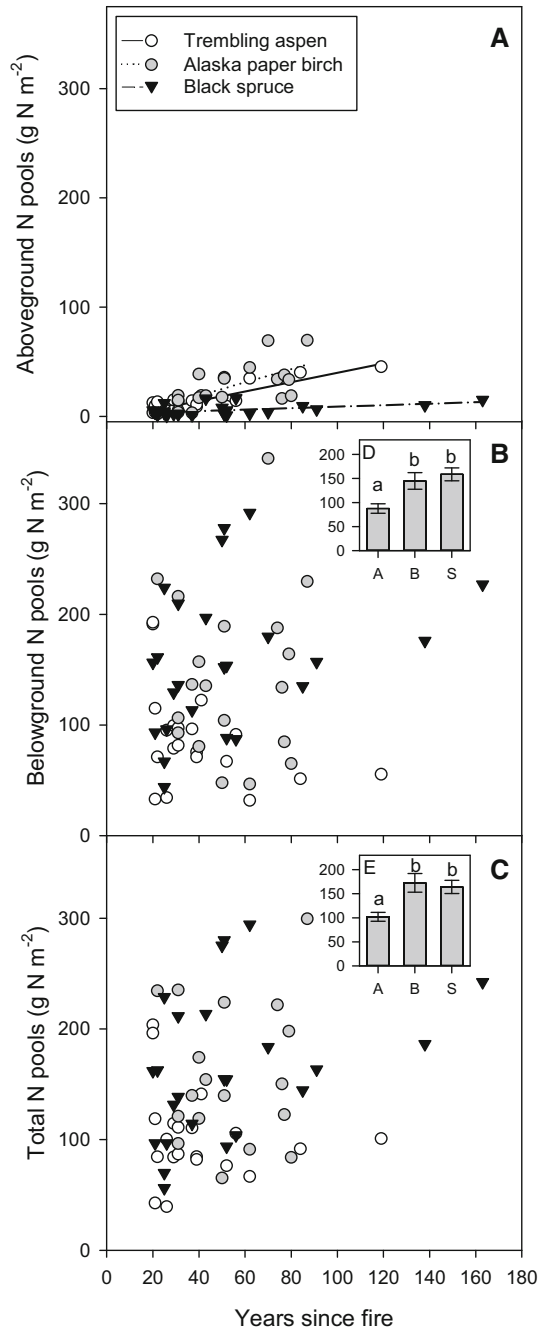 A
Trembling aspen
Alaska paper birch
Black spruce
Aboveground N pools (g N m⁻²)
300
200
100
0
B
Belowground N pools (g N m⁻²)
300
200
100
0
D
200
150
100
50
0
a
b
b
A
B
S
C
Total N pools (g N m⁻²)
300
200
100
0
E
200
150
100
50
0
a
b
b
A
B
S
0 20 40 60 80 100 120 140 160 180
Years since fire